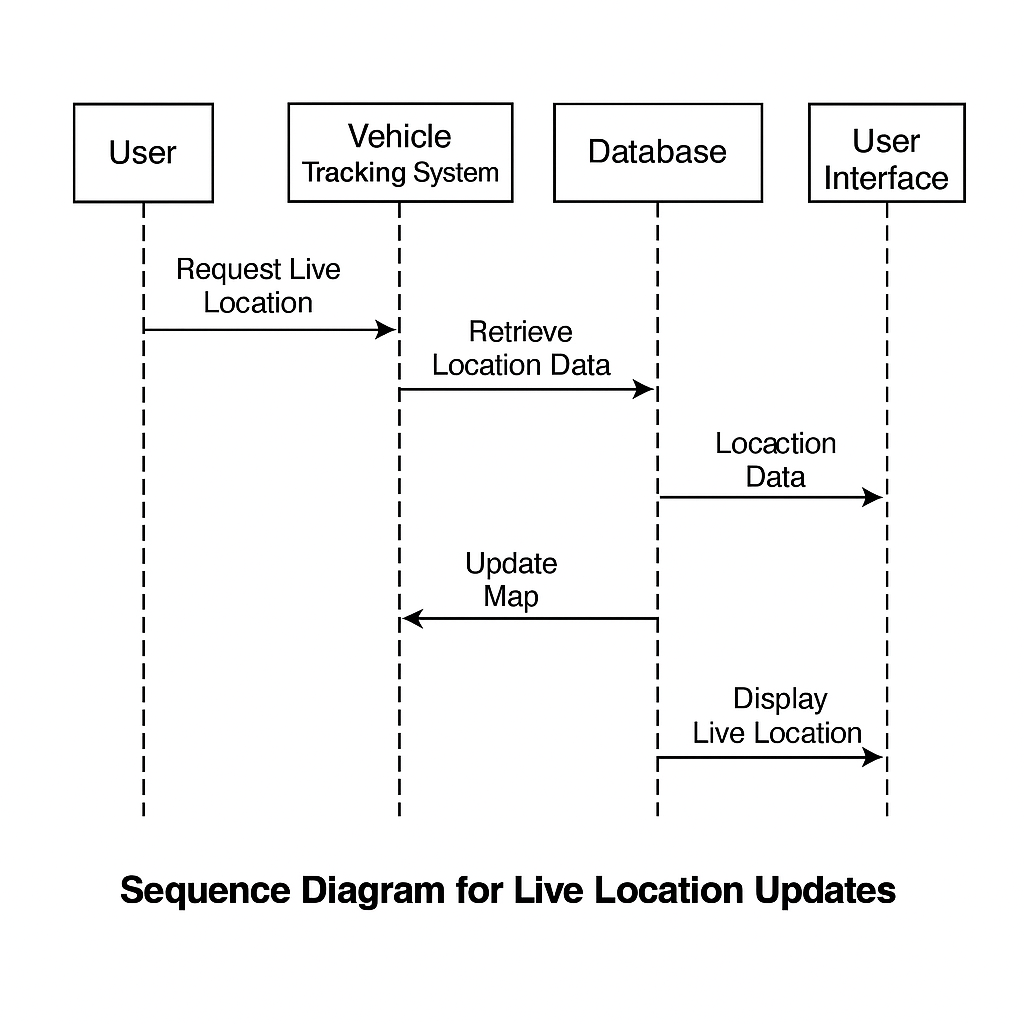 User
Vehicle
Tracking System
Database
User
Interface
Request Live
Location
Retrieve
Location Data
Locaction
Data
Update
Map
Display
Live Location
Sequence Diagram for Live Location Updates